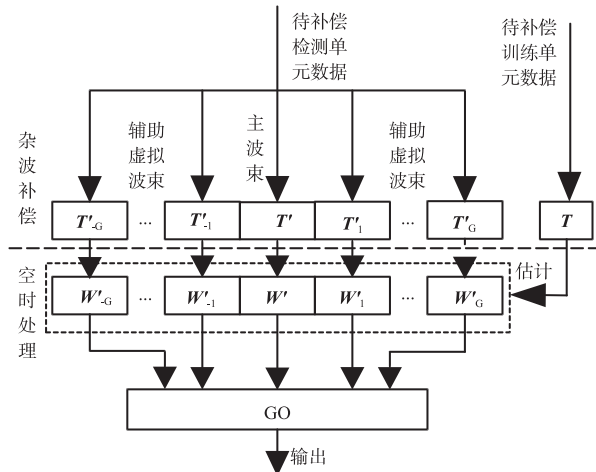 待补偿
检测单
元数据
待补偿
训练单
元数据
杂波补偿
辅助
虚拟
波束
主波束
辅助
虚拟
波束
T'-G ... T'-1 T' T'1 ... T'G T
空时处理
W'-G ... W'-1 W' W'1 ... W'G
估计
GO
输出